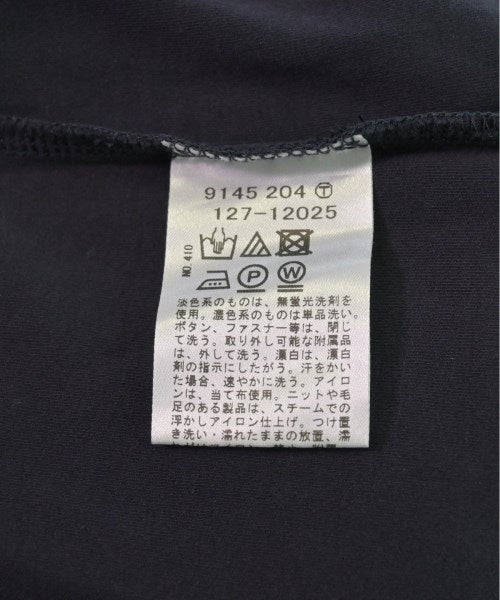 9145 204 Ⓣ
127-12025
NO.410
P W
淡色系のものは、無蛍光洗剤を
使用。濃色系のものは単品洗い。
ボタン、ファスナー等は、閉じ
て洗う。取り外し可能な附属品
は、外して洗う。漂白は、漂白
剤の指示にしたがう。汗をかい
た場合、速やかに洗う。アイロ
ンは、当て布使用。ニットや毛
足のある製品は、スチームでの
浮かしアイロン仕上げ。つけ置
き洗い・濡れたままの放置、濡